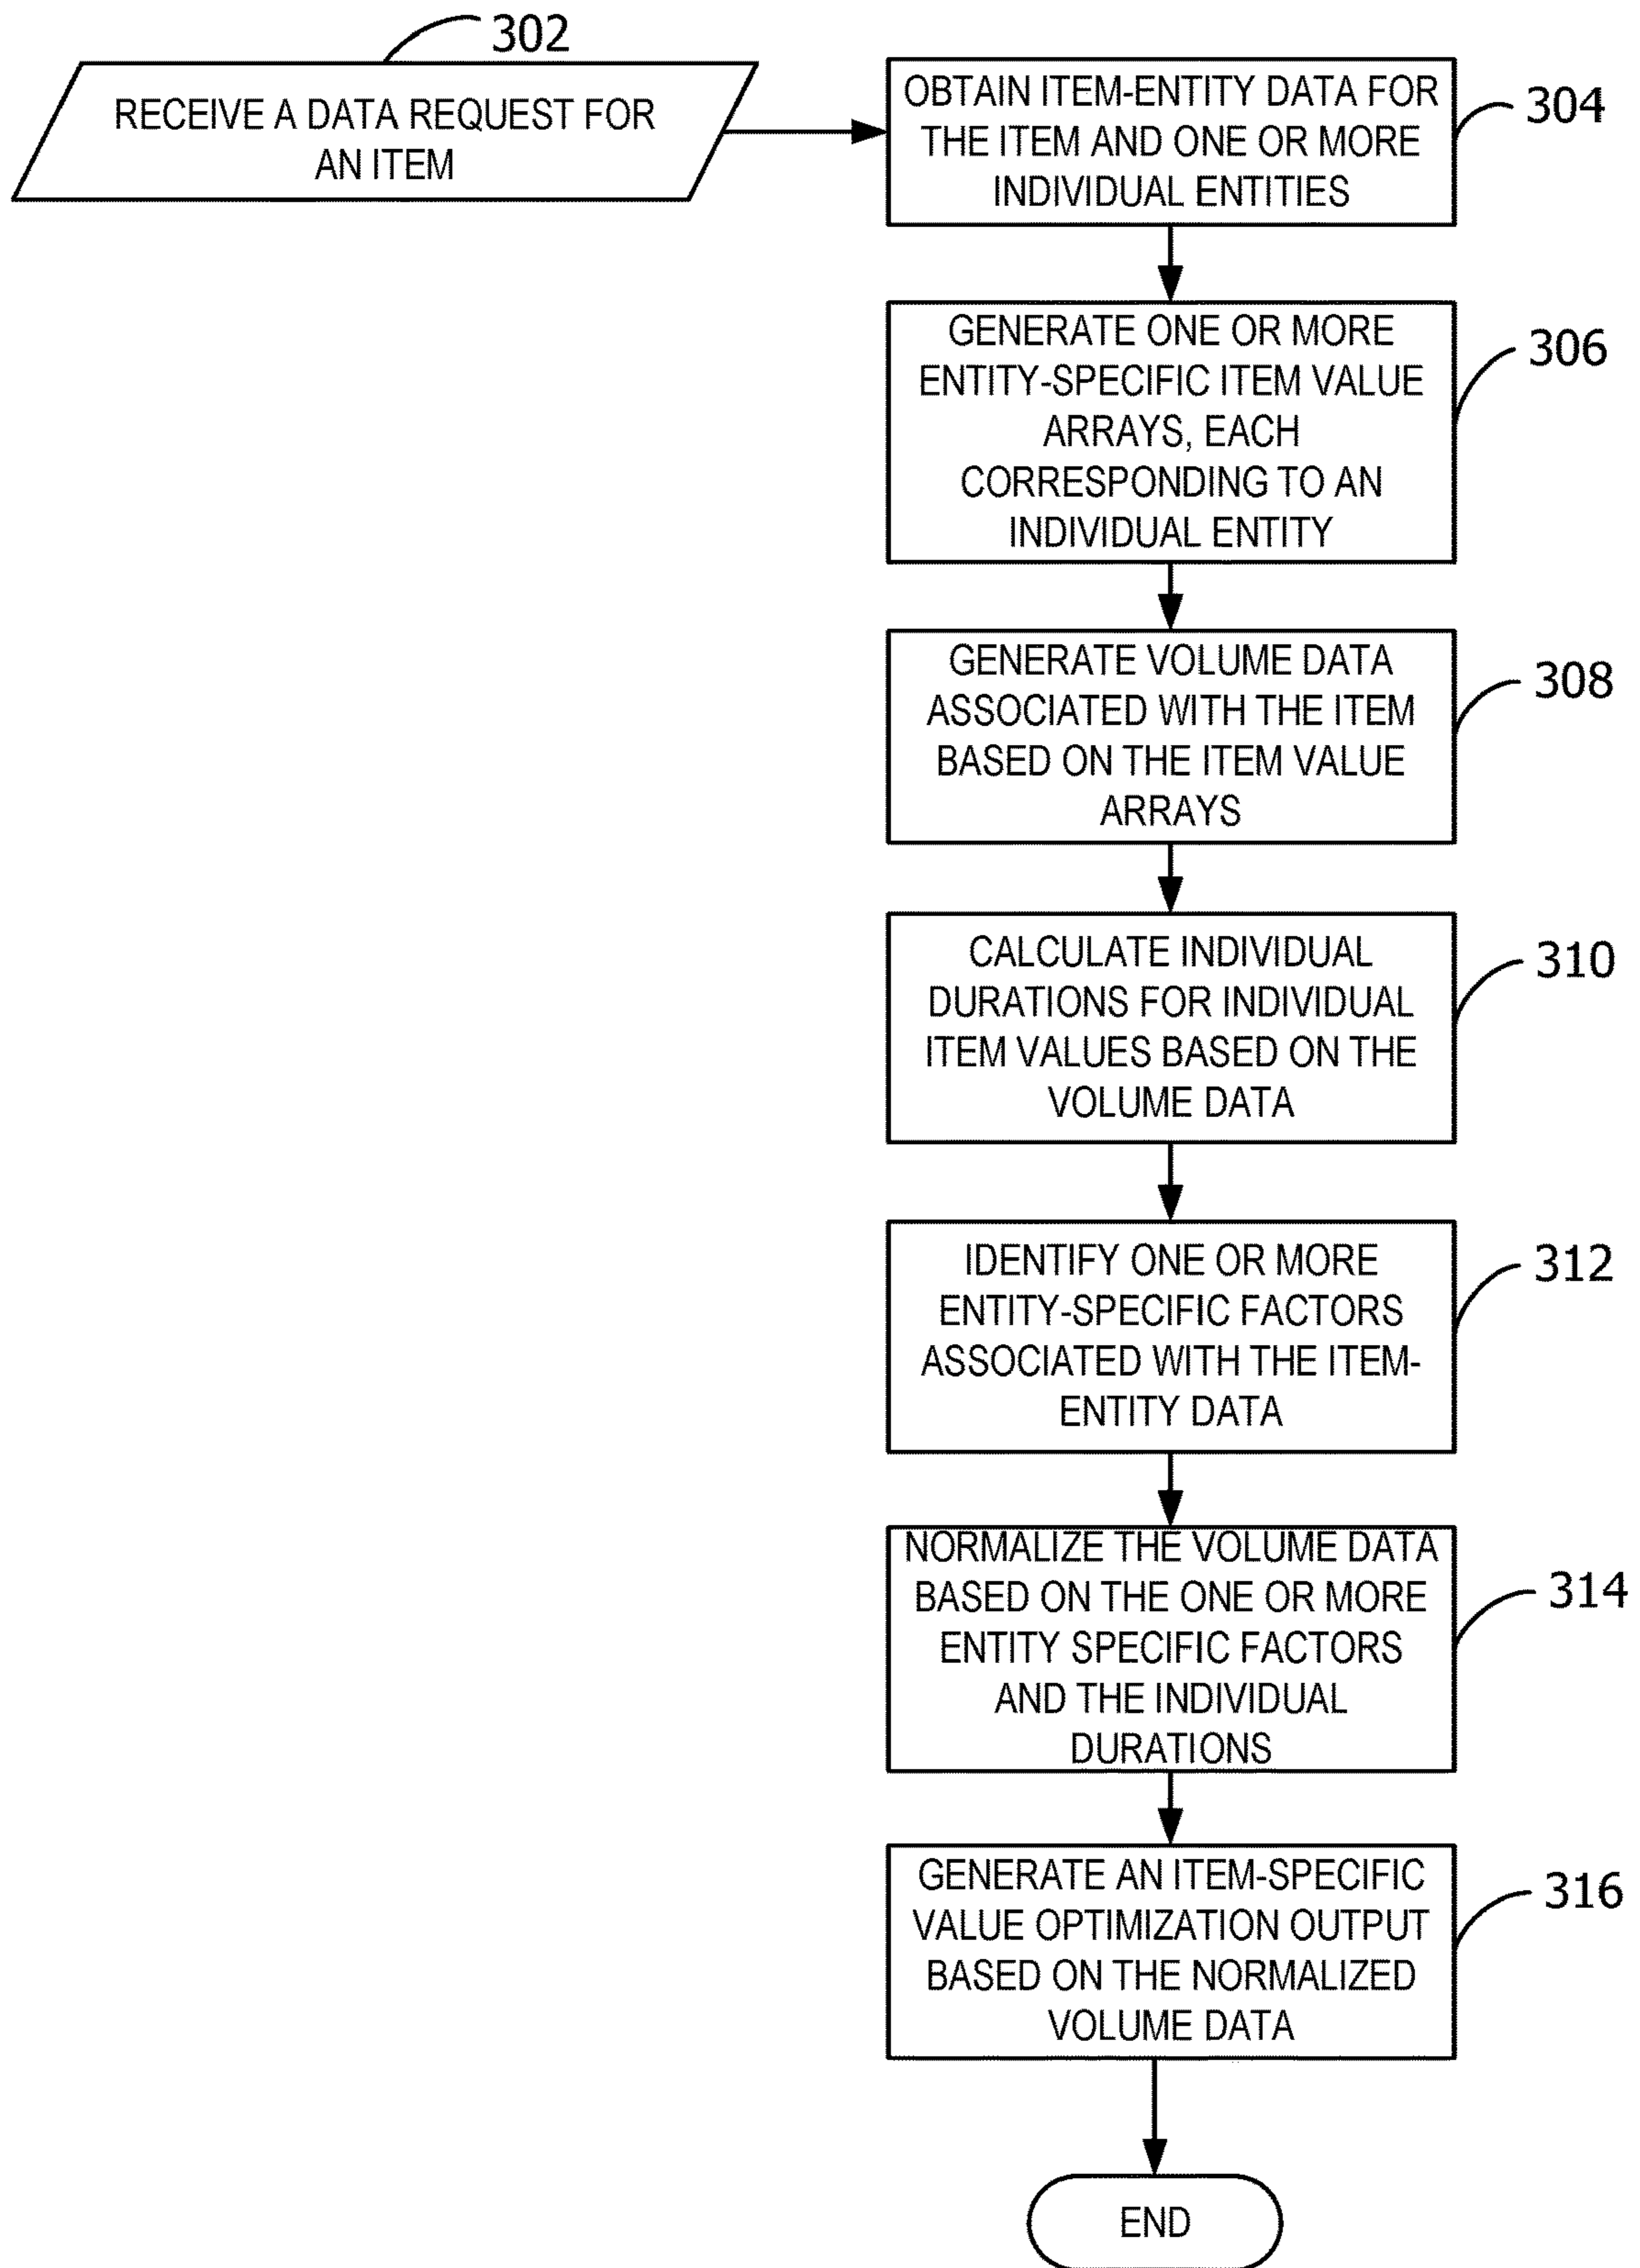 302
RECEIVE A DATA REQUEST FOR
AN ITEM
OBTAIN ITEM-ENTITY DATA FOR
THE ITEM AND ONE OR MORE
INDIVIDUAL ENTITIES
304
GENERATE ONE OR MORE
ENTITY-SPECIFIC ITEM VALUE
ARRAYS, EACH
CORRESPONDING TO AN
INDIVIDUAL ENTITY
306
GENERATE VOLUME DATA
ASSOCIATED WITH THE ITEM
BASED ON THE ITEM VALUE
ARRAYS
308
CALCULATE INDIVIDUAL
DURATIONS FOR INDIVIDUAL
ITEM VALUES BASED ON THE
VOLUME DATA
310
IDENTIFY ONE OR MORE
ENTITY-SPECIFIC FACTORS
ASSOCIATED WITH THE ITEM-
ENTITY DATA
312
NORMALIZE THE VOLUME DATA
BASED ON THE ONE OR MORE
ENTITY SPECIFIC FACTORS
AND THE INDIVIDUAL
DURATIONS
314
GENERATE AN ITEM-SPECIFIC
VALUE OPTIMIZATION OUTPUT
BASED ON THE NORMALIZED
VOLUME DATA
316
END